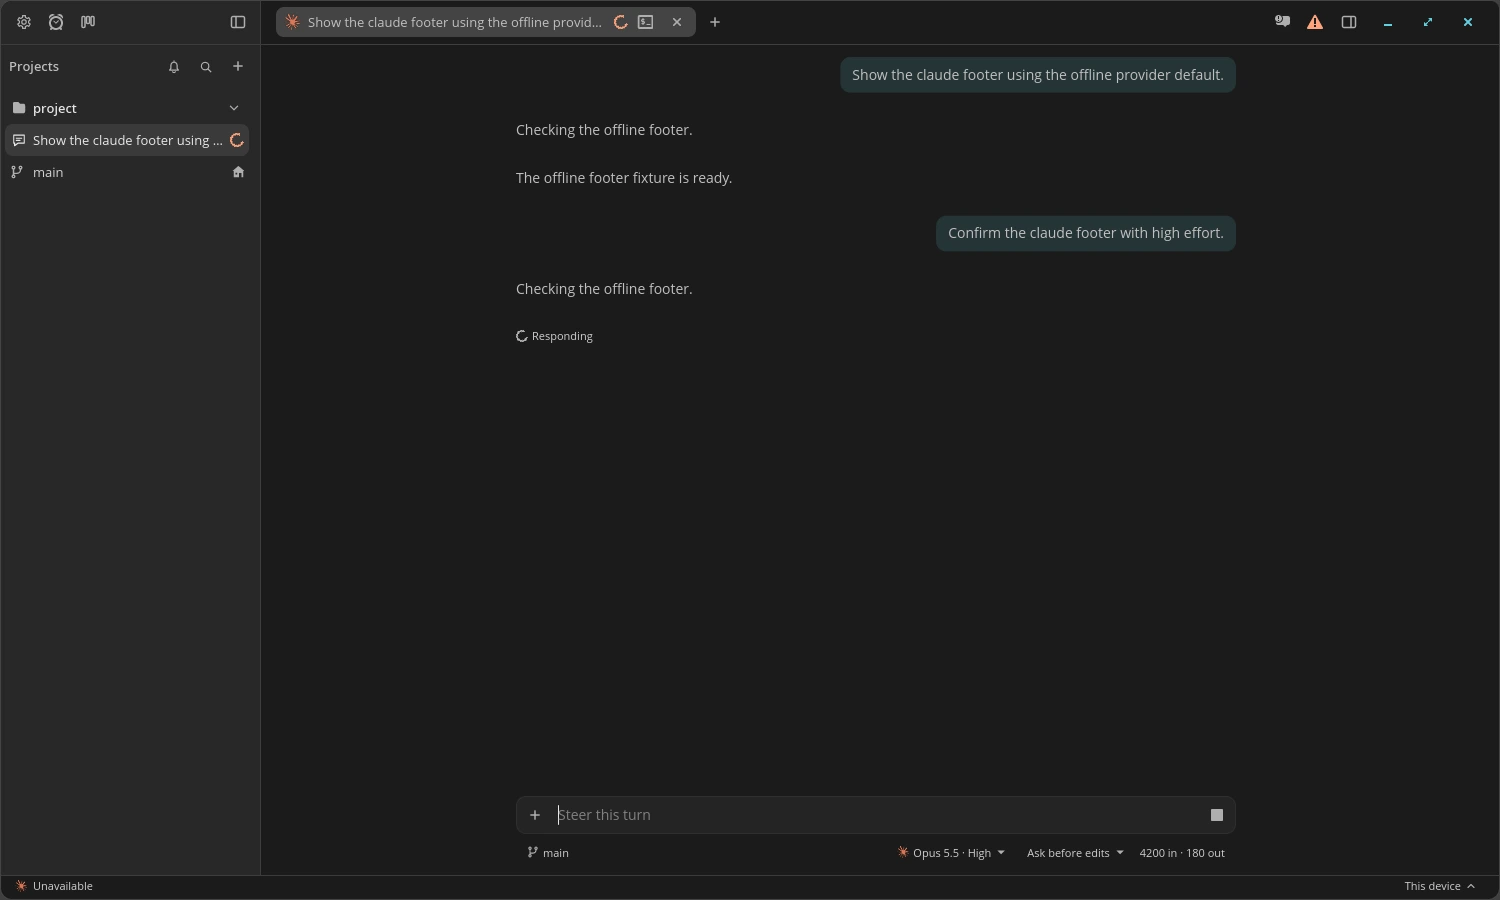 Show the claude footer using the offline provid...
Projects
project
Show the claude footer using ...
main
Show the claude footer using the offline provider default.
Checking the offline footer.
The offline footer fixture is ready.
Confirm the claude footer with high effort.
Checking the offline footer.
Responding
Steer this turn
main
Opus 5.5 · High
Ask before edits
4200 in · 180 out
Unavailable
This device